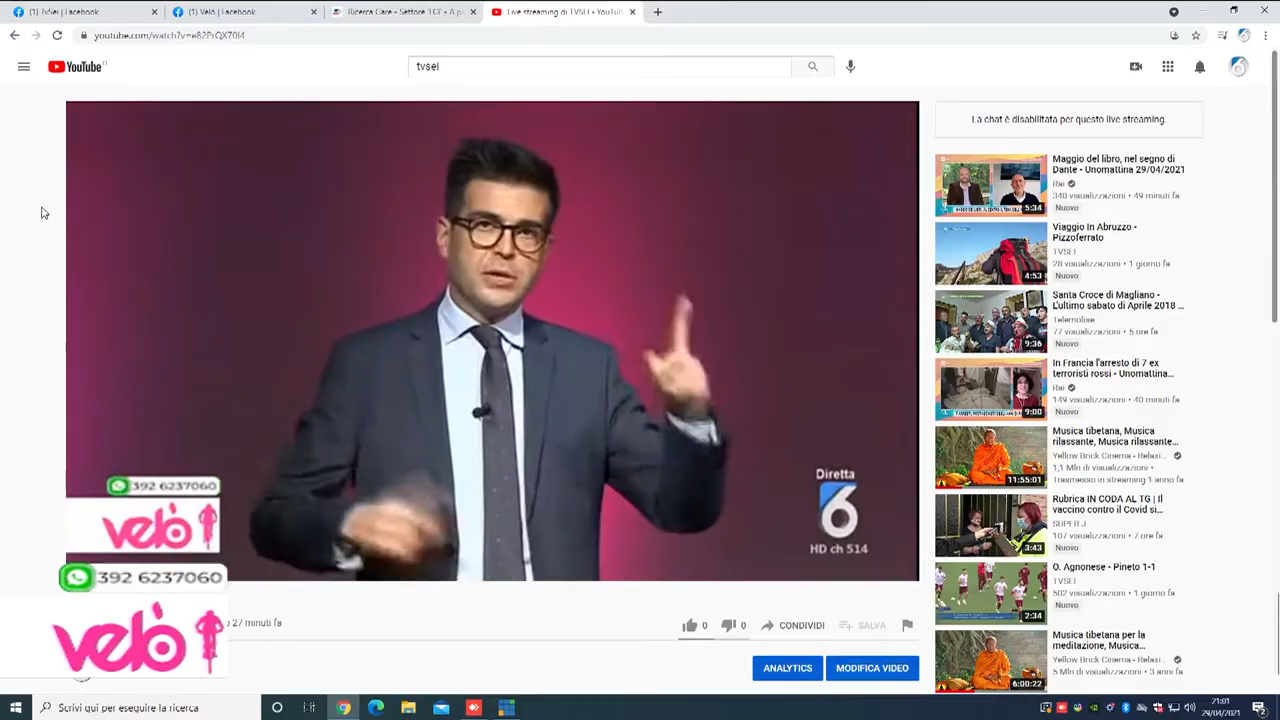 (1) TvSei | Facebook
(1) Velò | Facebook
Ricerca Gare - Settore 'FCI' - A p
Live streaming di TVSEI - YouTub
youtube.com/watch?v=e82PrQX70l4
YouTube IT
tvsei
La chat è disabilitata per questo live streaming.
Maggio del libro, nel segno di
Dante - Unomattina 29/04/2021
Rai
340 visualizzazioni • 49 minuti fa
Nuovo
5:34
Viaggio In Abruzzo -
Pizzoferrato
TVSEI
28 visualizzazioni • 1 giorno fa
Nuovo
4:53
Santa Croce di Magliano -
L'ultimo sabato di Aprile 2018 ...
Telemolise
77 visualizzazioni • 5 ore fa
Nuovo
9:36
In Francia l'arresto di 7 ex
terroristi rossi - Unomattina...
Rai
149 visualizzazioni • 40 minuti fa
Nuovo
9:00
Musica tibetana, Musica
rilassante, Musica rilassante...
Yellow Brick Cinema - Relaxi...
1,1 Mln di visualizzazioni •
Trasmesso in streaming 1 anno fa
11:55:01
Rubrica IN CODA AL TG | Il
vaccino contro il Covid si...
SUPER J
107 visualizzazioni • 7 ore fa
Nuovo
3:43
O. Agnonese - Pineto 1-1
TVSEI
502 visualizzazioni • 1 giorno fa
Nuovo
2:34
Musica tibetana per la
meditazione, Musica...
Yellow Brick Cinema - Relaxi...
5 Mln di visualizzazioni • 3 anni fa
6:00:22
Diretta
6
HD ch 514
392 6237060
velò
392 6237060
velò
o 27 minuti fa
0
0
CONDIVIDI
SALVA
ANALYTICS
MODIFICA VIDEO
Scrivi qui per eseguire la ricerca
21:01
29/04/2021
2